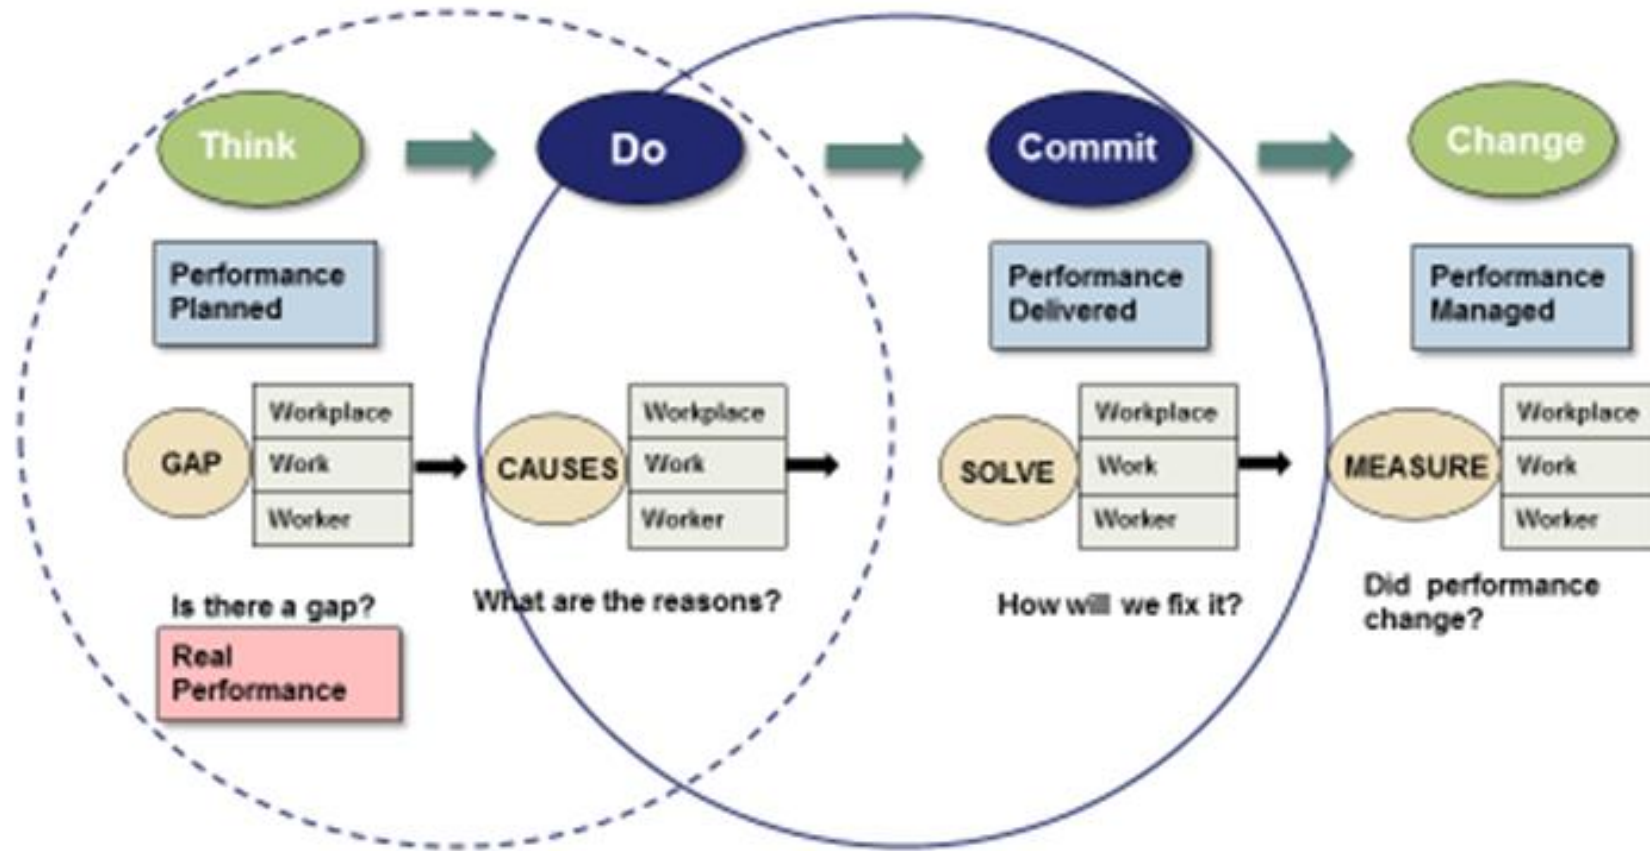 Think
Do
Commit
Change
Performance
Planned
Performance
Delivered
Performance
Managed
GAP
Workplace
Work
Worker
CAUSES
Workplace
Work
Worker
SOLVE
Workplace
Work
Worker
MEASURE
Workplace
Work
Worker
Is there a gap?
What are the reasons?
How will we fix it?
Did performance
change?
Real
Performance